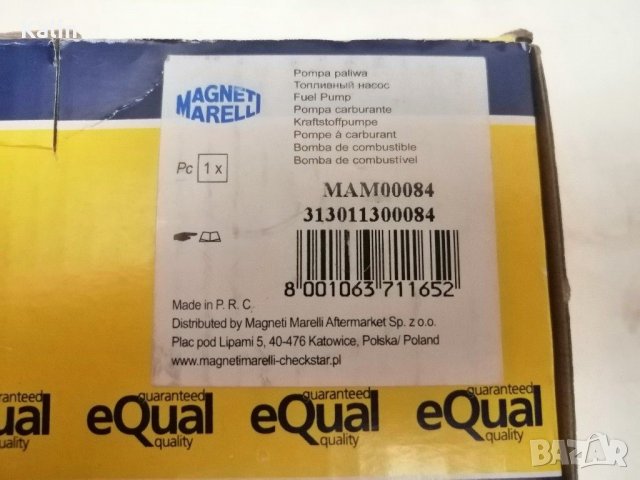 MAGNETI
MARELLI
Pompa paliwa
Топливный насос
Fuel Pump
Pompa carburante
Kraftstoffpumpe
Pompe à carburant
Bomba de combustible
Bomba de combustível
Pc 1 x
MAM00084
313011300084
8 001063 711652
Made in P. R. C.
Distributed by Magneti Marelli Aftermarket Sp. z o.o.
Plac pod Lipami 5, 40-476 Katowice, Polska/ Poland
www.magnetimarelli-checkstar.pl
guaranteed
eQual
quality
guaranteed
eQual
quality
guaranteed
eQual
quality
BAZAR